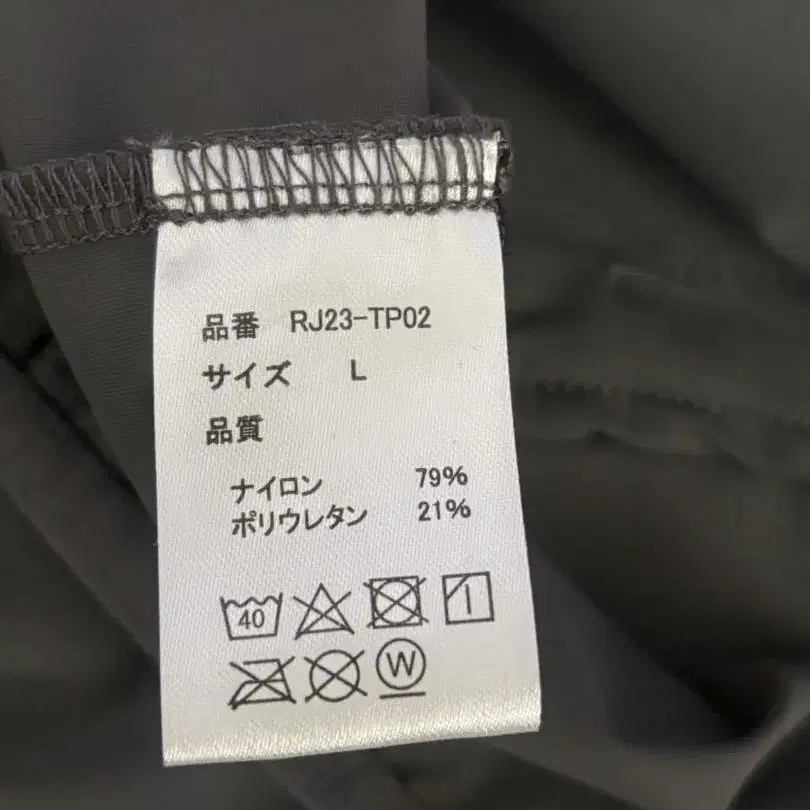 品番 RJ23-TP02
サイズ L
品質
ナイロン 79%
ポリウレタン 21%
40
W